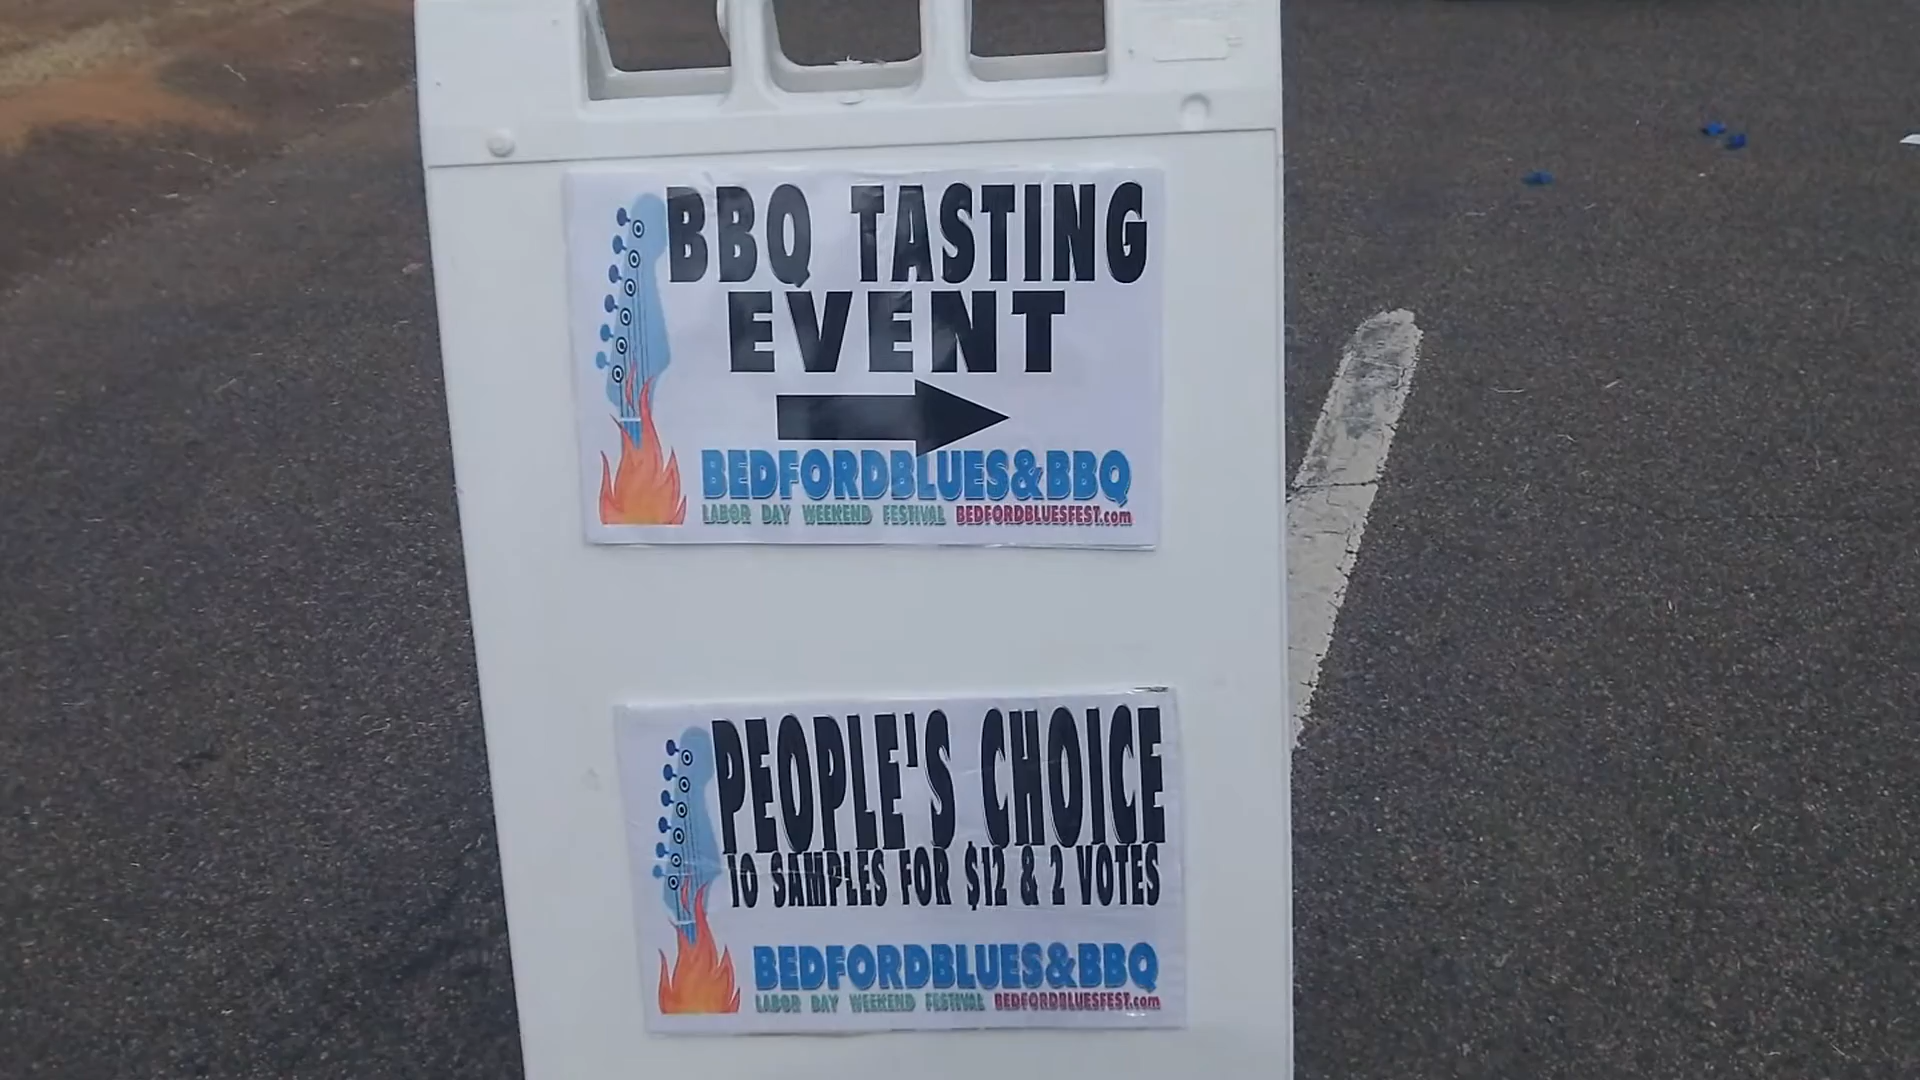 BBQ TASTING
EVENT
BEDFORDBLUES&BBQ
LABOR DAY WEEKEND FESTIVAL BEDFORDBLUESFEST.com
PEOPLE'S CHOICE
10 SAMPLES FOR $12 & 2 VOTES
BEDFORDBLUES&BBQ
LABOR DAY WEEKEND FESTIVAL BEDFORDBLUESFEST.com